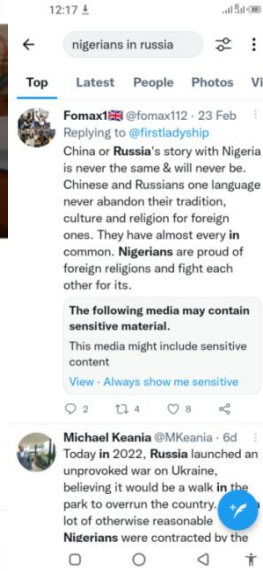 12:17
nigerians in russia
Top Latest People Photos Vi
Fomax1🇬🇧 @fomax112 · 23 Feb
Replying to @firstladyship
China or Russia's story with Nigeria
is never the same & will never be.
Chinese and Russians one language
never abandon their tradition,
culture and religion for foreign
ones. They have almost every in
common. Nigerians are proud of
foreign religions and fight each
other for its.
The following media may contain
sensitive material.
This media might include sensitive
content
View · Always show me sensitive
2 4 8
Michael Keania @MKeania · 6d
Today in 2022, Russia launched an
unprovoked war on Ukraine,
believing it would be a walk in the
park to overrun the country.
lot of otherwise reasonable
Nigerians were contracted by the